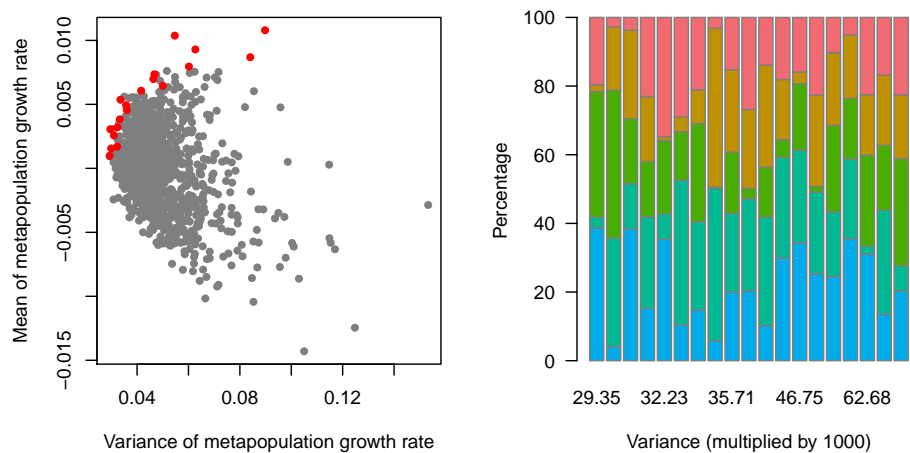 Mean of metapopulation growth rate
0.010
0.005
−0.005
−0.015
0.04 0.08 0.12
Variance of metapopulation growth rate
Percentage
100
80
60
40
20
0
29.35 32.23 35.71 46.75 62.68
Variance (multiplied by 1000)